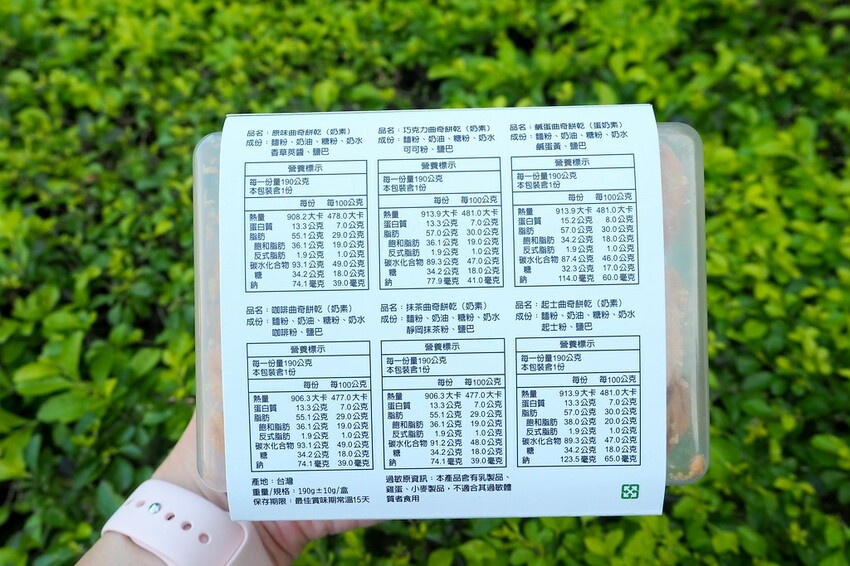 品名：原味曲奇餅乾（奶素）
成份：麵粉、奶油、糖粉、奶水
香草莢醬、鹽巴
營養標示
每一份量190公克
本包裝含1份
每份 每100公克
熱量 908.2大卡 478.0大卡
蛋白質 13.3公克 7.0公克
脂肪 55.1公克 29.0公克
飽和脂肪 36.1公克 19.0公克
反式脂肪 1.9公克 1.0公克
碳水化合物 93.1公克 49.0公克
糖 34.2公克 18.0公克
鈉 74.1毫克 39.0毫克
品名：巧克力曲奇餅乾（奶素）
成份：麵粉、奶油、糖粉、奶水
可可粉、鹽巴
營養標示
每一份量190公克
本包裝含1份
每份 每100公克
熱量 913.9大卡 481.0大卡
蛋白質 13.3公克 7.0公克
脂肪 57.0公克 30.0公克
飽和脂肪 36.1公克 19.0公克
反式脂肪 1.9公克 1.0公克
碳水化合物 89.3公克 47.0公克
糖 34.2公克 18.0公克
鈉 77.9毫克 41.0毫克
品名：鹹蛋曲奇餅乾（蛋奶素）
成份：麵粉、奶油、糖粉、奶水
鹹蛋黃、鹽巴
營養標示
每一份量190公克
本包裝含1份
每份 每100公克
熱量 913.9大卡 481.0大卡
蛋白質 15.2公克 8.0公克
脂肪 57.0公克 30.0公克
飽和脂肪 34.2公克 18.0公克
反式脂肪 1.9公克 1.0公克
碳水化合物 87.4公克 46.0公克
糖 32.3公克 17.0公克
鈉 114.0毫克 60.0毫克
品名：咖啡曲奇餅乾（奶素）
成份：麵粉、奶油、糖粉、奶水
咖啡粉、鹽巴
營養標示
每一份量190公克
本包裝含1份
每份 每100公克
熱量 906.3大卡 477.0大卡
蛋白質 13.3公克 7.0公克
脂肪 55.1公克 29.0公克
飽和脂肪 36.1公克 19.0公克
反式脂肪 1.9公克 1.0公克
碳水化合物 93.1公克 49.0公克
糖 34.2公克 18.0公克
鈉 74.1毫克 39.0毫克
品名：抹茶曲奇餅乾（奶素）
成份：麵粉、奶油、糖粉、奶水
靜岡抹茶粉、鹽巴
營養標示
每一份量190公克
本包裝含1份
每份 每100公克
熱量 906.3大卡 477.0大卡
蛋白質 13.3公克 7.0公克
脂肪 55.1公克 29.0公克
飽和脂肪 36.1公克 19.0公克
反式脂肪 1.9公克 1.0公克
碳水化合物 91.2公克 48.0公克
糖 34.2公克 18.0公克
鈉 74.1毫克 39.0毫克
品名：起士曲奇餅乾（奶素）
成份：麵粉、奶油、糖粉、奶水
起士粉、鹽巴
營養標示
每一份量190公克
本包裝含1份
每份 每100公克
熱量 913.9大卡 481.0大卡
蛋白質 13.3公克 7.0公克
脂肪 57.0公克 30.0公克
飽和脂肪 38.0公克 20.0公克
反式脂肪 1.9公克 1.0公克
碳水化合物 89.3公克 47.0公克
糖 34.2公克 18.0公克
鈉 123.5毫克 65.0毫克
產地：台灣
重量/規格：190g±10g/盒
保存期限：最佳賞味期常溫15天
過敏原資訊：本產品含有乳製品、
雞蛋、小麥製品，不適合其過敏體
質者食用